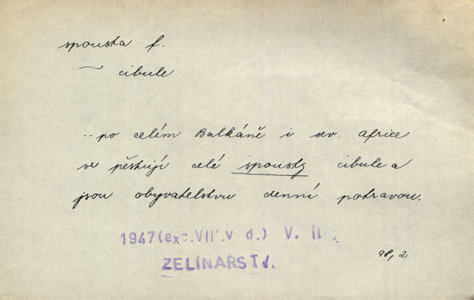 spousta f.
~ cibule
-- po celém Balkáně i sev. Africe
se pěstují celé spousty cibule a
jsou obyvatelstvu denní potravou.
1947 (exc. VII. V d.) V. II.
ZELINÁŘSTV.
98, 2